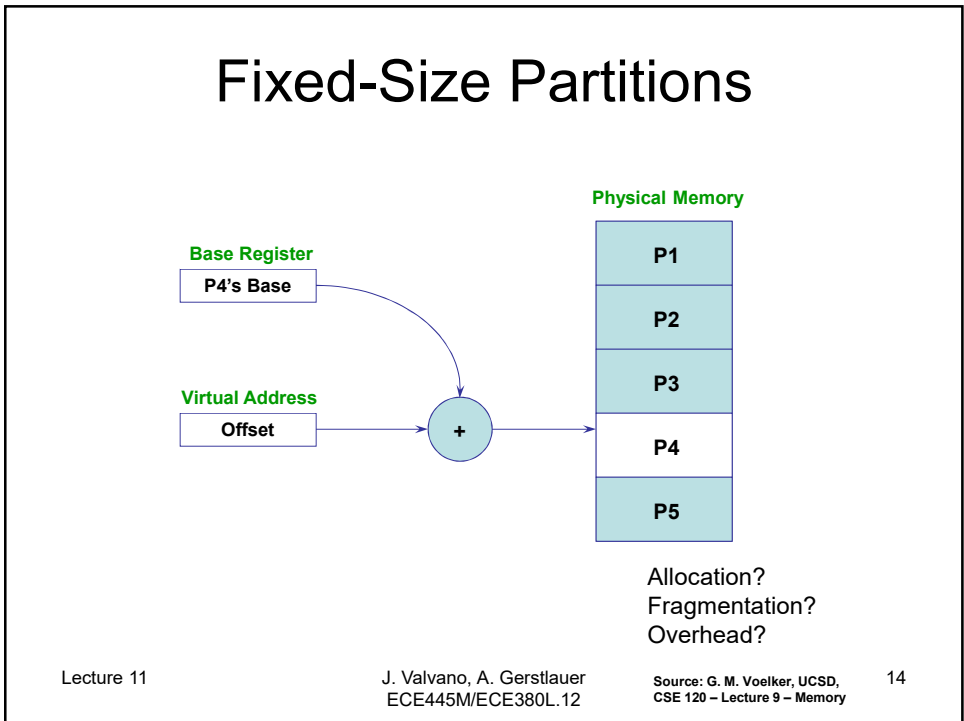 Fixed-Size Partitions
Physical Memory
Base Register
P4's Base
Virtual Address
Offset
+
P1
P2
P3
P4
P5
Allocation?
Fragmentation?
Overhead?
Lecture 11
J. Valvano, A. Gerstlauer
ECE445M/ECE380L.12
Source: G. M. Voelker, UCSD,
CSE 120 – Lecture 9 – Memory
14